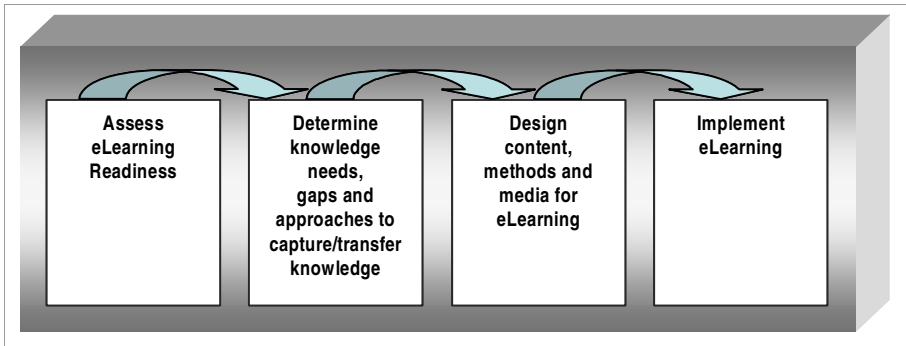 Assess
eLearning
Readiness
Determine
knowledge
needs,
gaps and
approaches to
capture/transfer
knowledge
Design
content,
methods and
media for
eLearning
Implement
eLearning